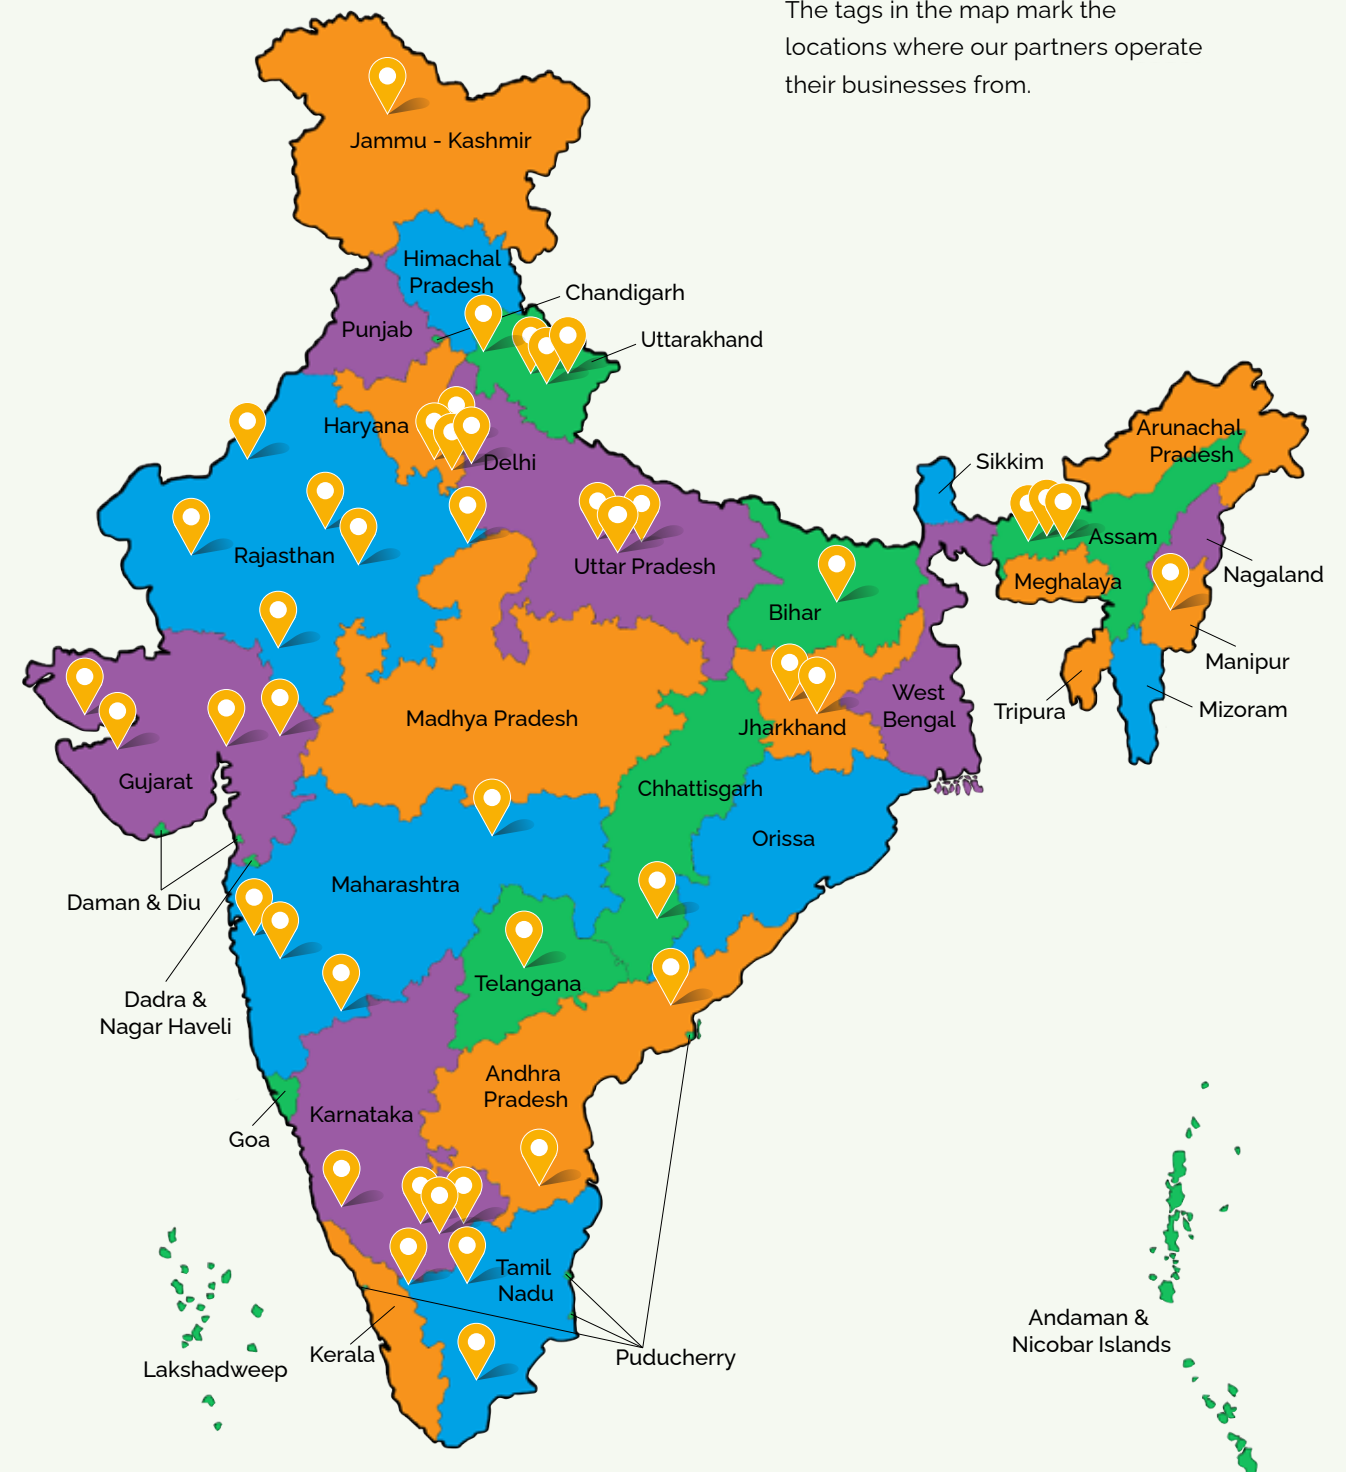 The tags in the map mark the
locations where our partners operate
their businesses from.
Jammu - Kashmir
Himachal
Pradesh
Chandigarh
Punjab
Uttarakhand
Haryana
Delhi
Arunachal
Pradesh
Sikkim
Rajasthan
Uttar Pradesh
Assam
Meghalaya
Nagaland
Bihar
Manipur
Tripura
Mizoram
West
Bengal
Madhya Pradesh
Jharkhand
Gujarat
Chhattisgarh
Orissa
Maharashtra
Daman & Diu
Telangana
Dadra &
Nagar Haveli
Andhra
Pradesh
Karnataka
Goa
Tamil
Nadu
Andaman &
Nicobar Islands
Kerala
Puducherry
Lakshadweep